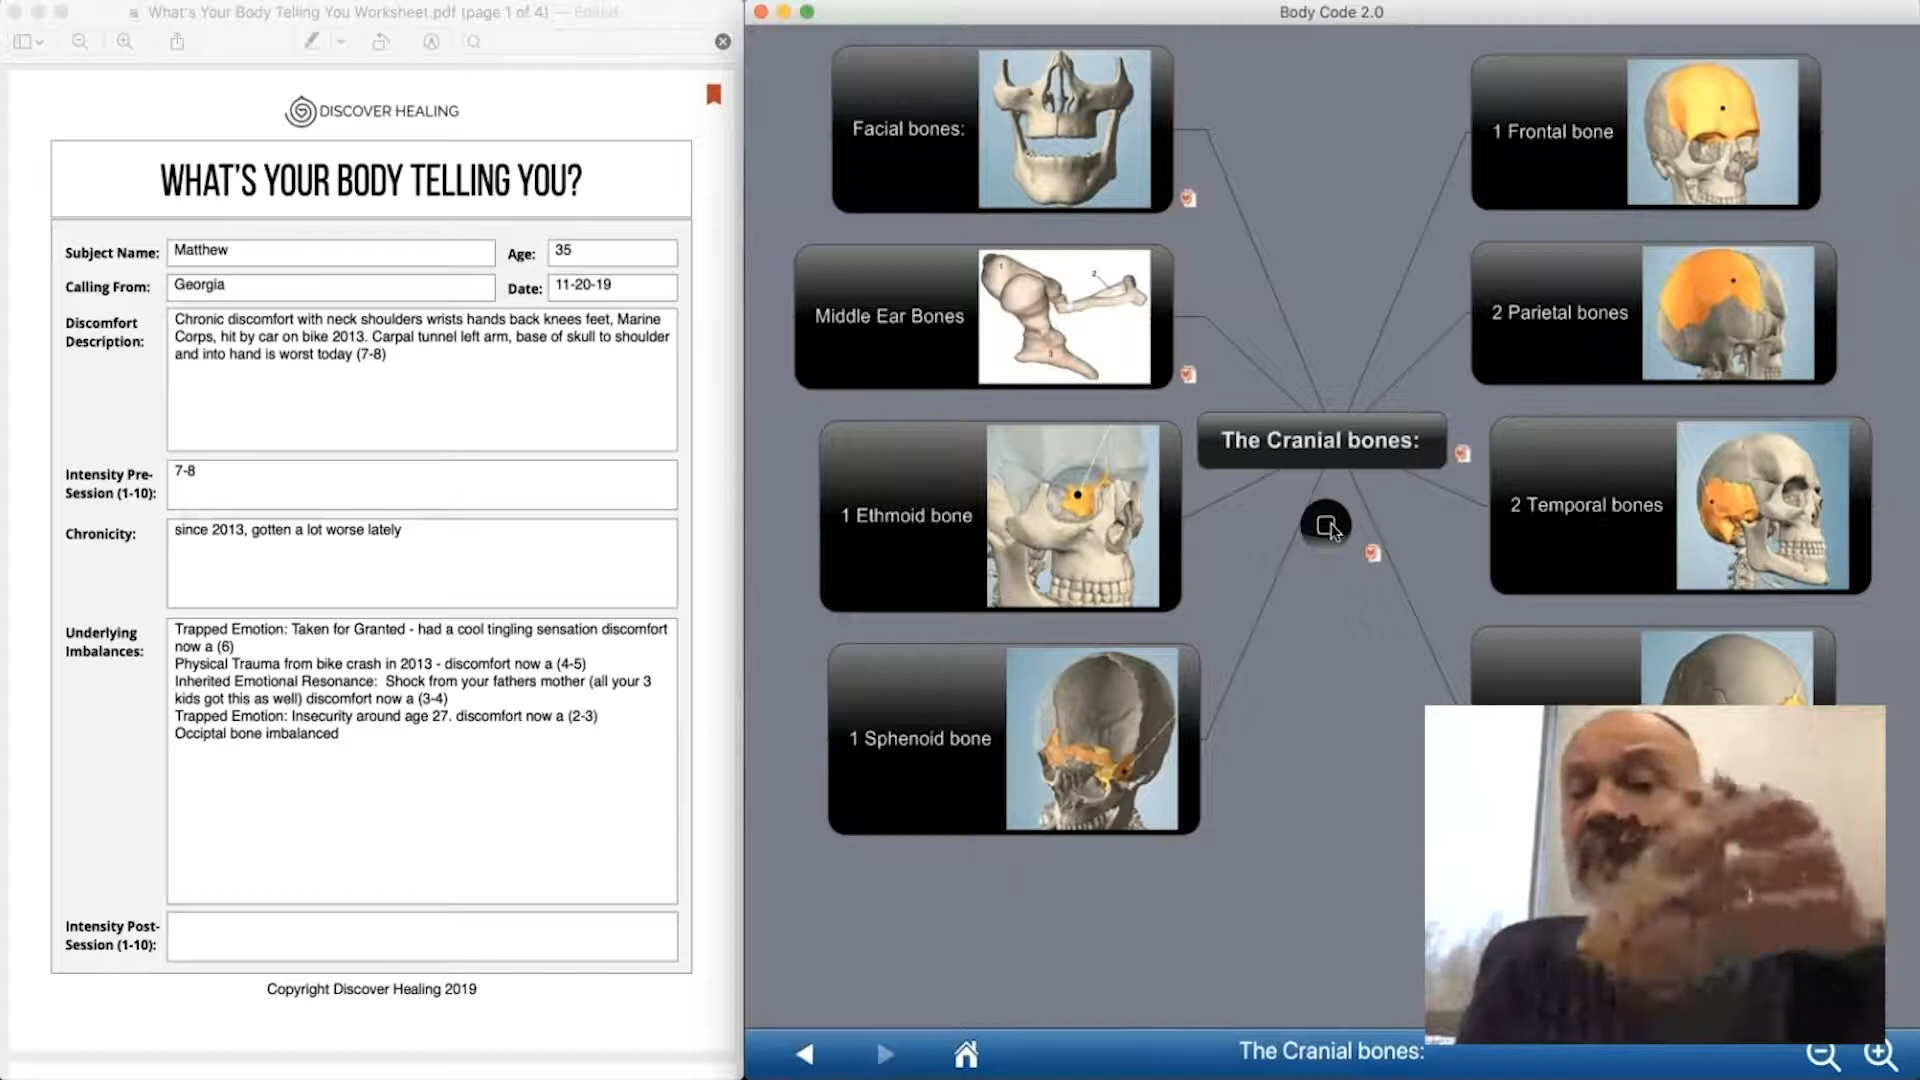 What's Your Body Telling You Worksheet.pdf (page 1 of 4) — Edited
DISCOVER HEALING
WHAT'S YOUR BODY TELLING YOU?
Subject Name: Matthew
Age: 35
Calling From: Georgia
Date: 11-20-19
Discomfort Description:
Chronic discomfort with neck shoulders wrists hands back knees feet, Marine
Corps, hit by car on bike 2013. Carpal tunnel left arm, base of skull to shoulder
and into hand is worst today (7-8)
Intensity Pre-Session (1-10): 7-8
Chronicity: since 2013, gotten a lot worse lately
Underlying Imbalances:
Trapped Emotion: Taken for Granted - had a cool tingling sensation discomfort
now a (6)
Physical Trauma from bike crash in 2013 - discomfort now a (4-5)
Inherited Emotional Resonance: Shock from your fathers mother (all your 3
kids got this as well) discomfort now a (3-4)
Trapped Emotion: Insecurity around age 27. discomfort now a (2-3)
Occiptal bone imbalanced
Intensity Post-Session (1-10):
Copyright Discover Healing 2019
Body Code 2.0
Facial bones:
1 Frontal bone
Middle Ear Bones
1
2
3
2 Parietal bones
The Cranial bones:
1 Ethmoid bone
2 Temporal bones
1 Sphenoid bone
The Cranial bones: